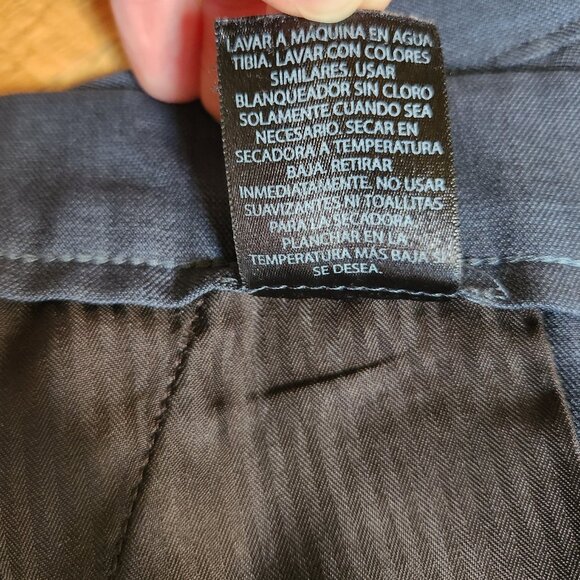 LAVAR A MÁQUINA EN AGUA
TIBIA. LAVAR CON COLORES
SIMILARES. USAR
BLANQUEADOR SIN CLORO
SOLAMENTE CUANDO SEA
NECESARIO. SECAR EN
SECADORA A TEMPERATURA
BAJA. RETIRAR
INMEDIATAMENTE. NO USAR
SUAVIZANTES NI TOALLITAS
PARA LA SECADORA.
PLANCHAR EN LA
TEMPERATURA MÁS BAJA SI
SE DESEA.